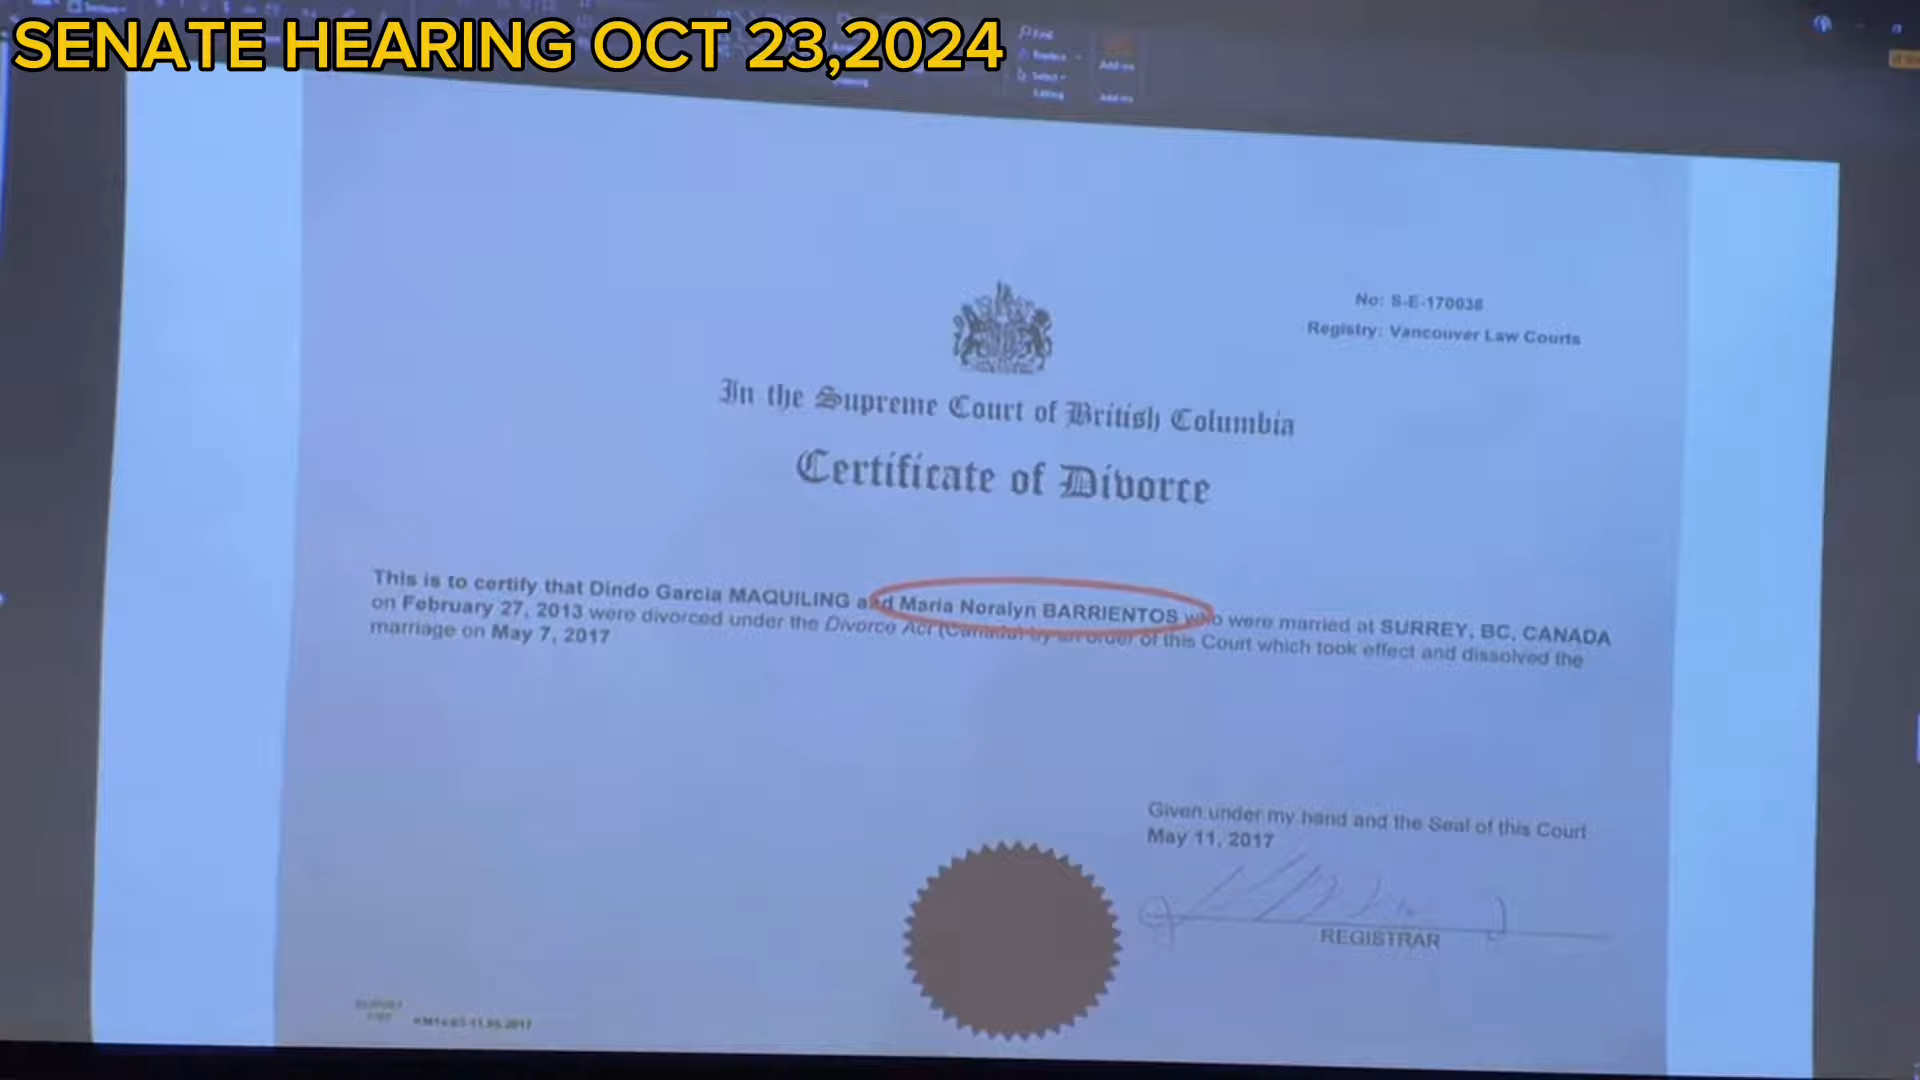 SENATE HEARING OCT 23,2024
Find
Replace
Select
Editing
No: S-E-170038
Registry: Vancouver Law Courts
In the Supreme Court of British Columbia
Certificate of Divorce
This is to certify that Dindo Garcia MAQUILING and Maria Noralyn BARRIENTOS who were married at SURREY, BC, CANADA
on February 27, 2013 were divorced under the Divorce Act (Canada) by an order of this Court which took effect and dissolved the
marriage on May 7, 2017
Given under my hand and the Seal of this Court
May 11, 2017
REGISTRAR